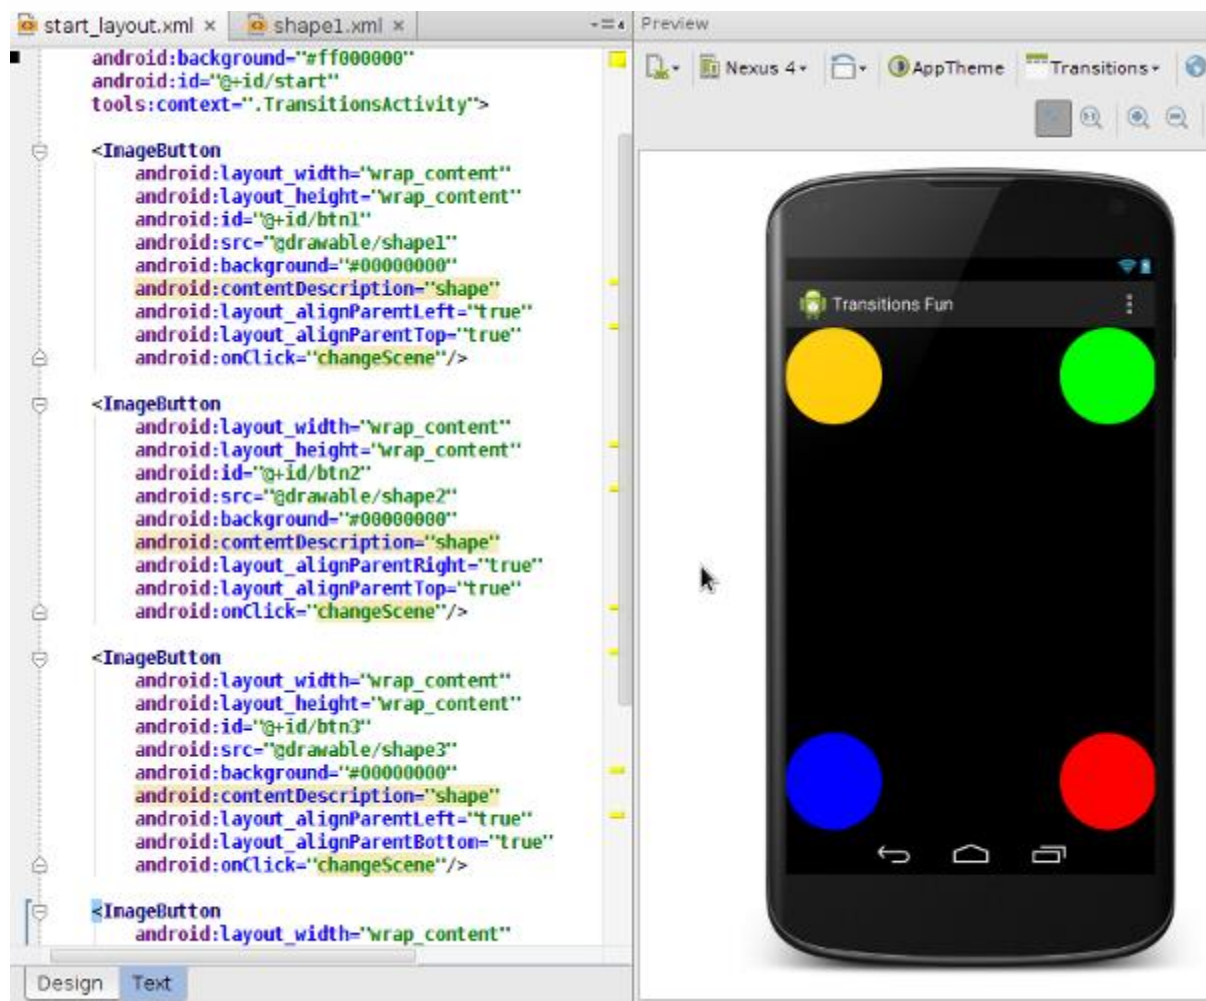 start_layout.xml
shape1.xml
android:background="#ff000000"
android:id="@+id/start"
tools:context=".TransitionsActivity">
<ImageButton
android:layout_width="wrap_content"
android:layout_height="wrap_content"
android:id="@+id/btn1"
android:src="@drawable/shape1"
android:background="#00000000"
android:contentDescription="shape"
android:layout_alignParentLeft="true"
android:layout_alignParentTop="true"
android:onClick="changeScene"/>
<ImageButton
android:layout_width="wrap_content"
android:layout_height="wrap_content"
android:id="@+id/btn2"
android:src="@drawable/shape2"
android:background="#00000000"
android:contentDescription="shape"
android:layout_alignParentRight="true"
android:layout_alignParentTop="true"
android:onClick="changeScene"/>
<ImageButton
android:layout_width="wrap_content"
android:layout_height="wrap_content"
android:id="@+id/btn3"
android:src="@drawable/shape3"
android:background="#00000000"
android:contentDescription="shape"
android:layout_alignParentLeft="true"
android:layout_alignParentBottom="true"
android:onClick="changeScene"/>
<ImageButton
android:layout_width="wrap_content"
Design Text
Preview
Nexus 4 AppTheme Transitions
Transitions Fun